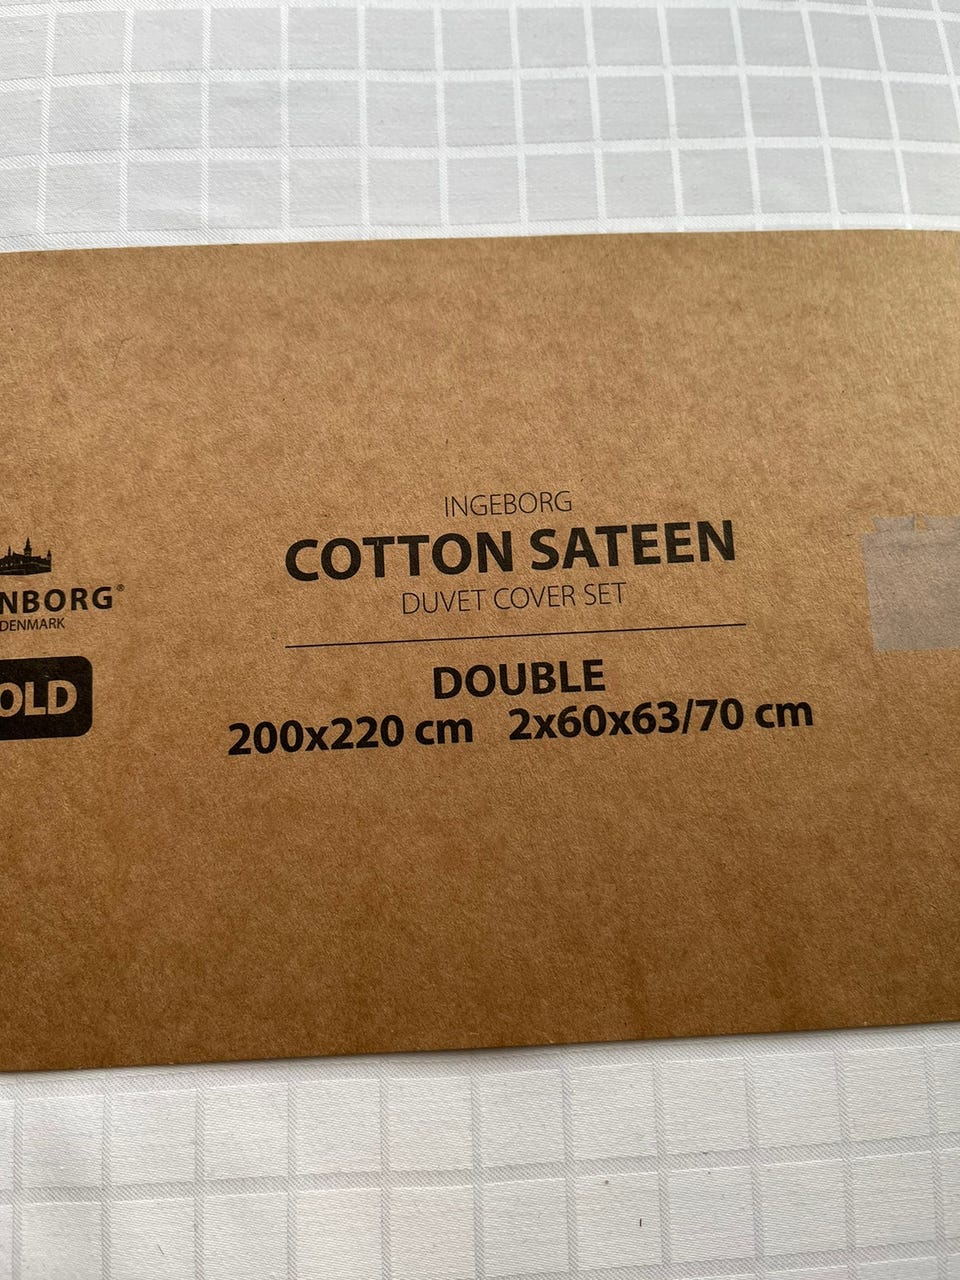 INGEBORG
COTTON SATEEN
DUVET COVER SET
DOUBLE
200x220 cm 2x60x63/70 cm
NBORG®
DENMARK
OLD